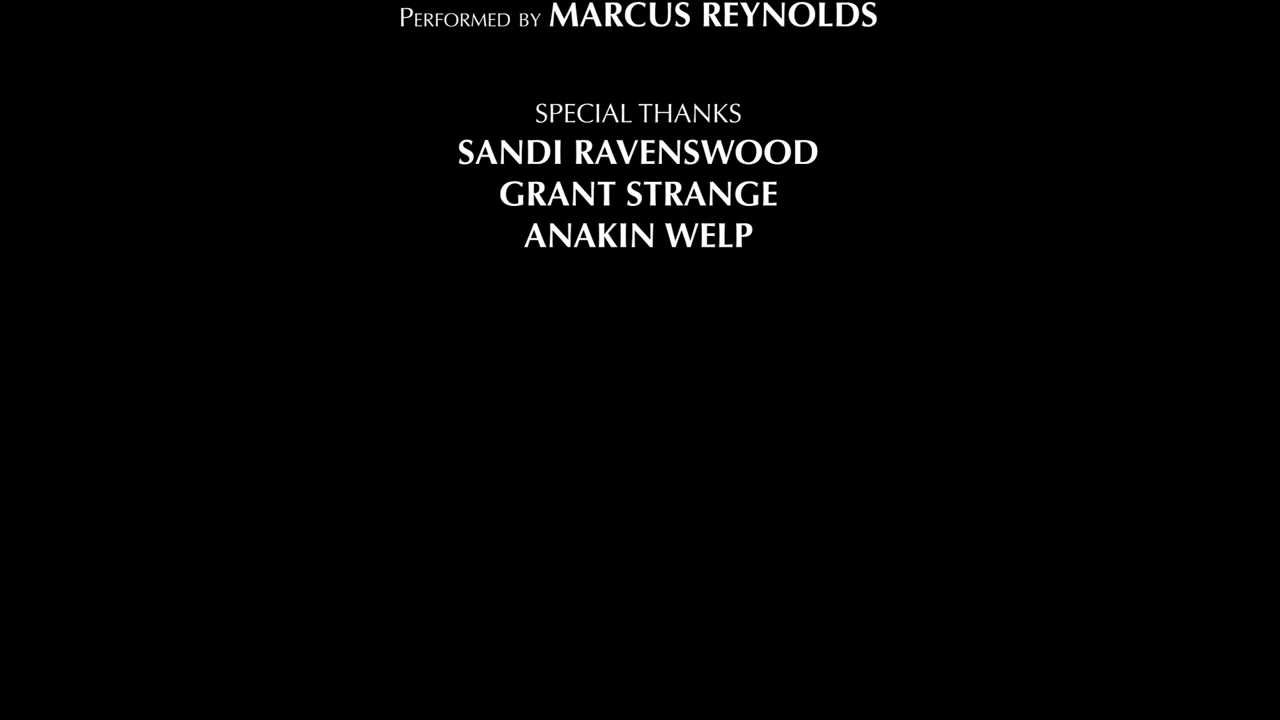 Performed by MARCUS REYNOLDS
SPECIAL THANKS
SANDI RAVENSWOOD
GRANT STRANGE
ANAKIN WELP